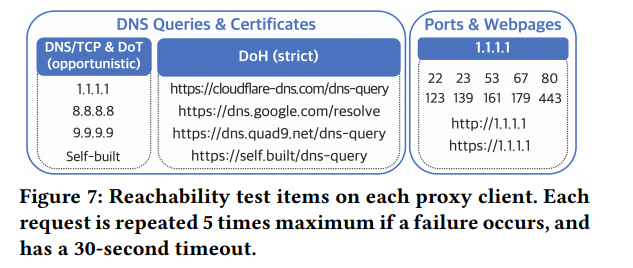 DNS Queries & Certificates
DNS/TCP & DoT
(opportunistic)
1.1.1.1
8.8.8.8
9.9.9.9
Self-built
DoH (strict)
https://cloudflare-dns.com/dns-query
https://dns.google.com/resolve
https://dns.quad9.net/dns-query
https://self.built/dns-query
Ports & Webpages
1.1.1.1
22 23 53 67 80
123 139 161 179 443
http://1.1.1.1
https://1.1.1.1
Figure 7: Reachability test items on each proxy client. Each
request is repeated 5 times maximum if a failure occurs, and
has a 30-second timeout.